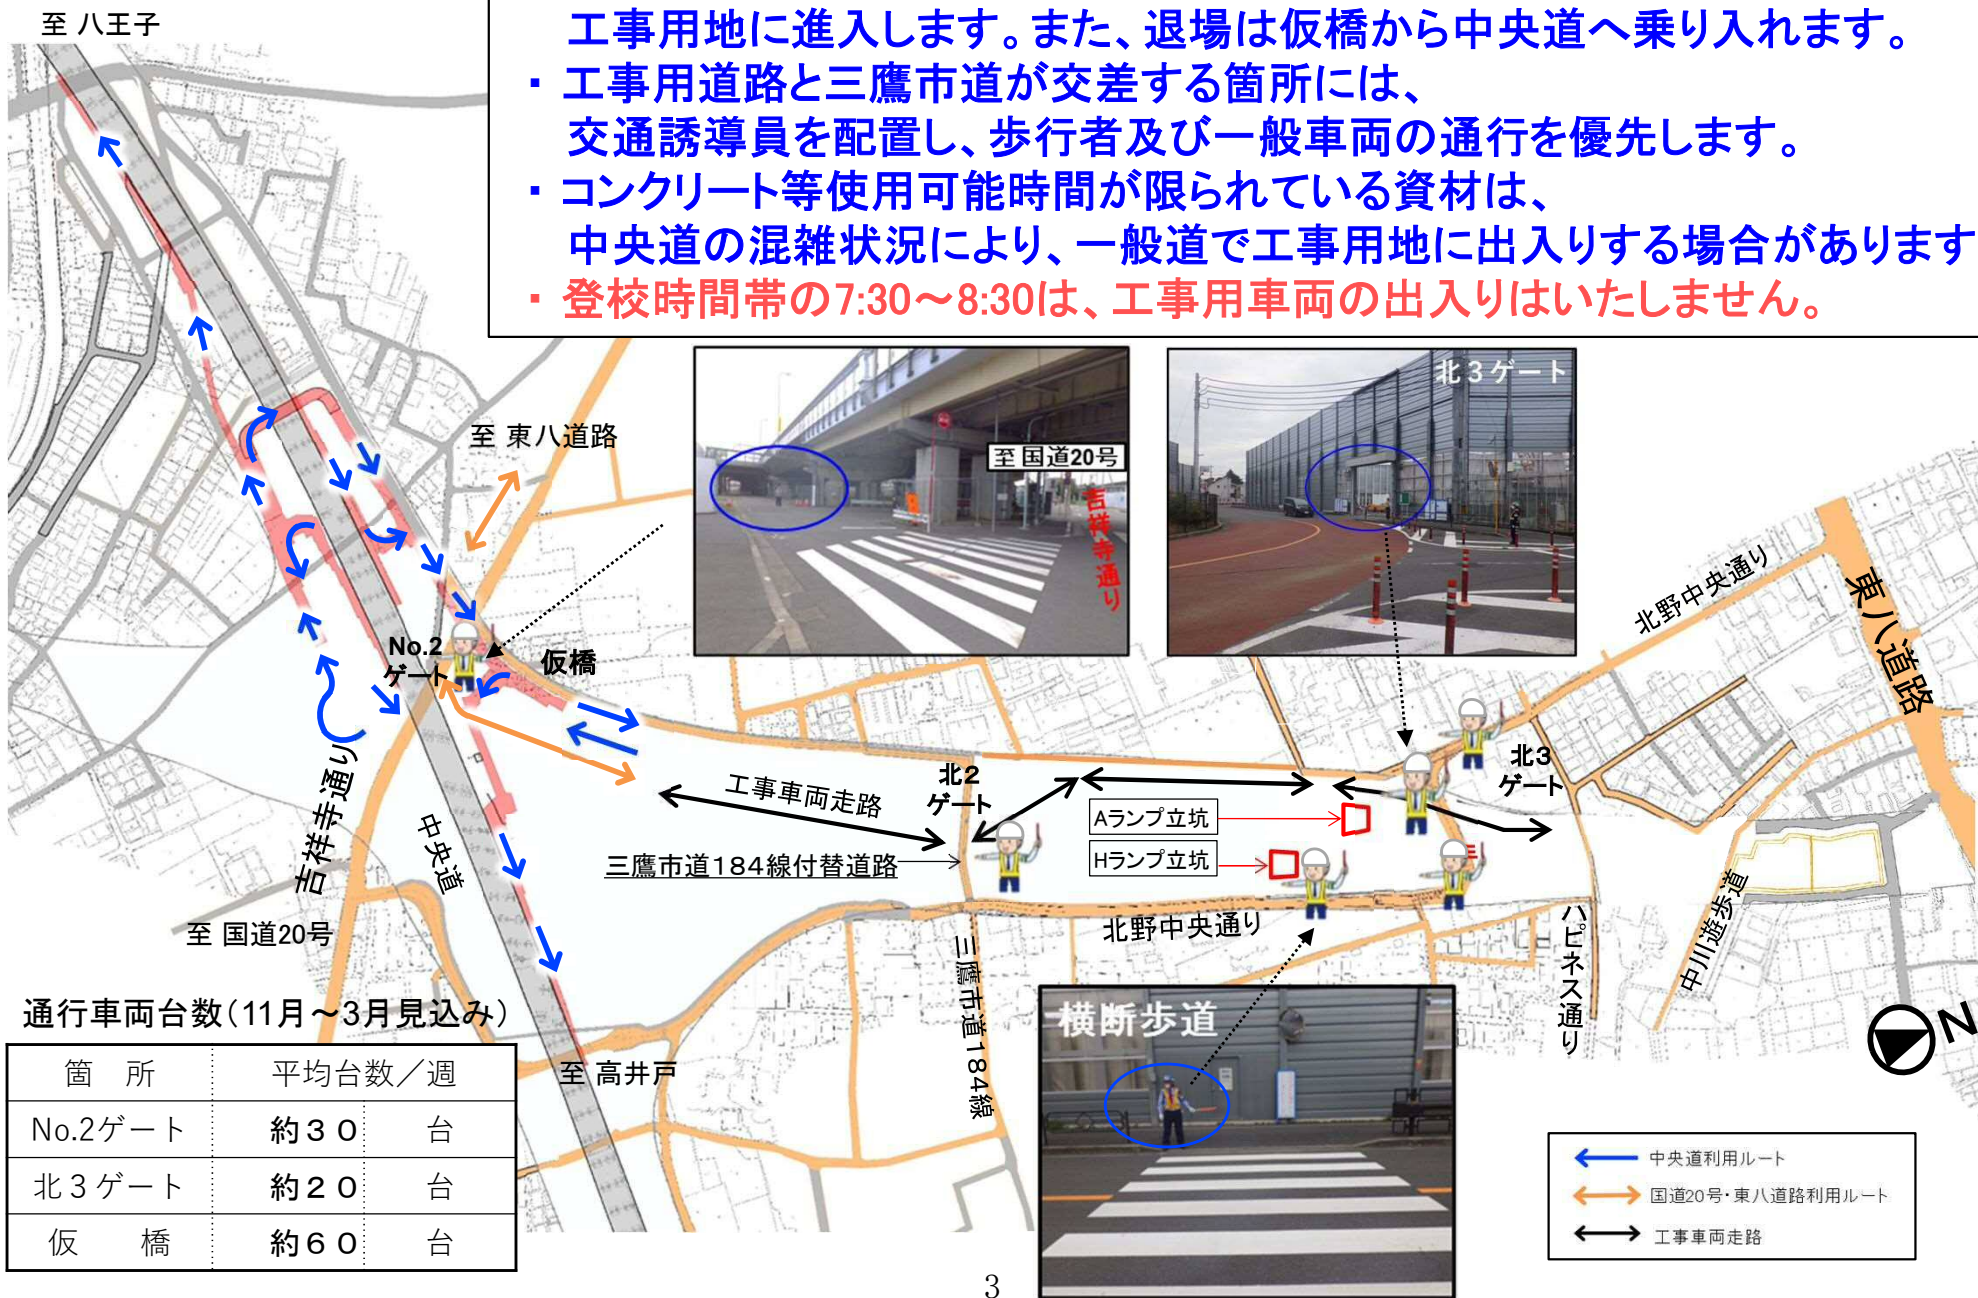 工事用地に進入します。また、退場は仮橋から中央道へ乗り入れます。
・ 工事用道路と三鷹市道が交差する箇所には、
交通誘導員を配置し、歩行者及び一般車両の通行を優先します。
・ コンクリート等使用可能時間が限られている資材は、
中央道の混雑状況により、一般道で工事用地に出入りする場合があります
・ 登校時間帯の7:30～8:30は、工事用車両の出入りはいたしません。
至 八王子
至 東八道路
至 国道20号
吉祥寺通り
北３ゲート
No.2
ゲート
仮橋
北野中央通り
東八道路
北2
ゲート
北3
ゲート
工事車両走路
Aランプ立坑
Hランプ立坑
三鷹市道184線付替道路
吉祥寺通り
中央道
至 国道20号
北野中央通り
三鷹市道184線
ハピネス通り
中川遊歩道
至 高井戸
横断歩道
N
通行車両台数(11月～3月見込み)
箇 所 平均台数／週
No.2ゲート 約３０ 台
北３ゲート 約２０ 台
仮 橋 約６０ 台
中央道利用ルート
国道20号・東八道路利用ルート
工事車両走路
3